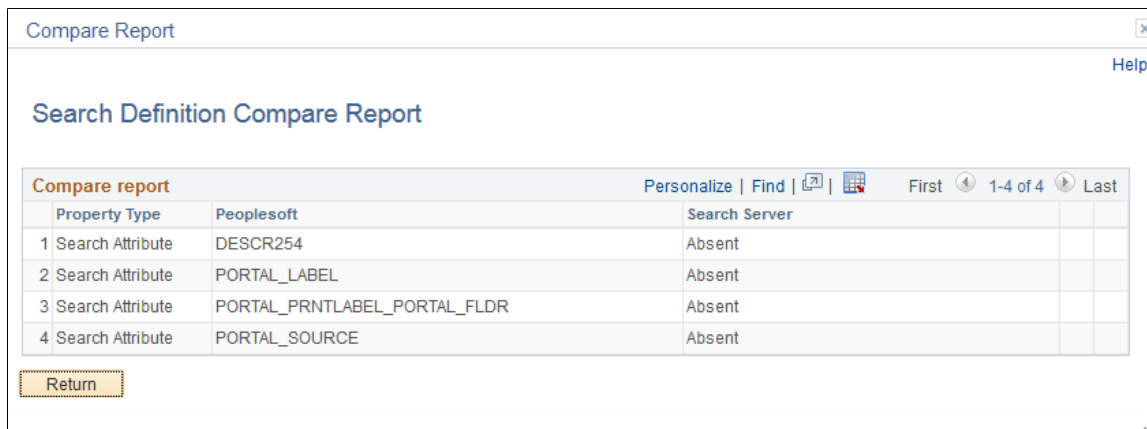 Compare Report
Help
Search Definition Compare Report
Compare report Personalize | Find | | First 1-4 of 4 Last
Property Type Peoplesoft Search Server
1 Search Attribute DESCR254 Absent
2 Search Attribute PORTAL_LABEL Absent
3 Search Attribute PORTAL_PRNTLABEL_PORTAL_FLDR Absent
4 Search Attribute PORTAL_SOURCE Absent
Return